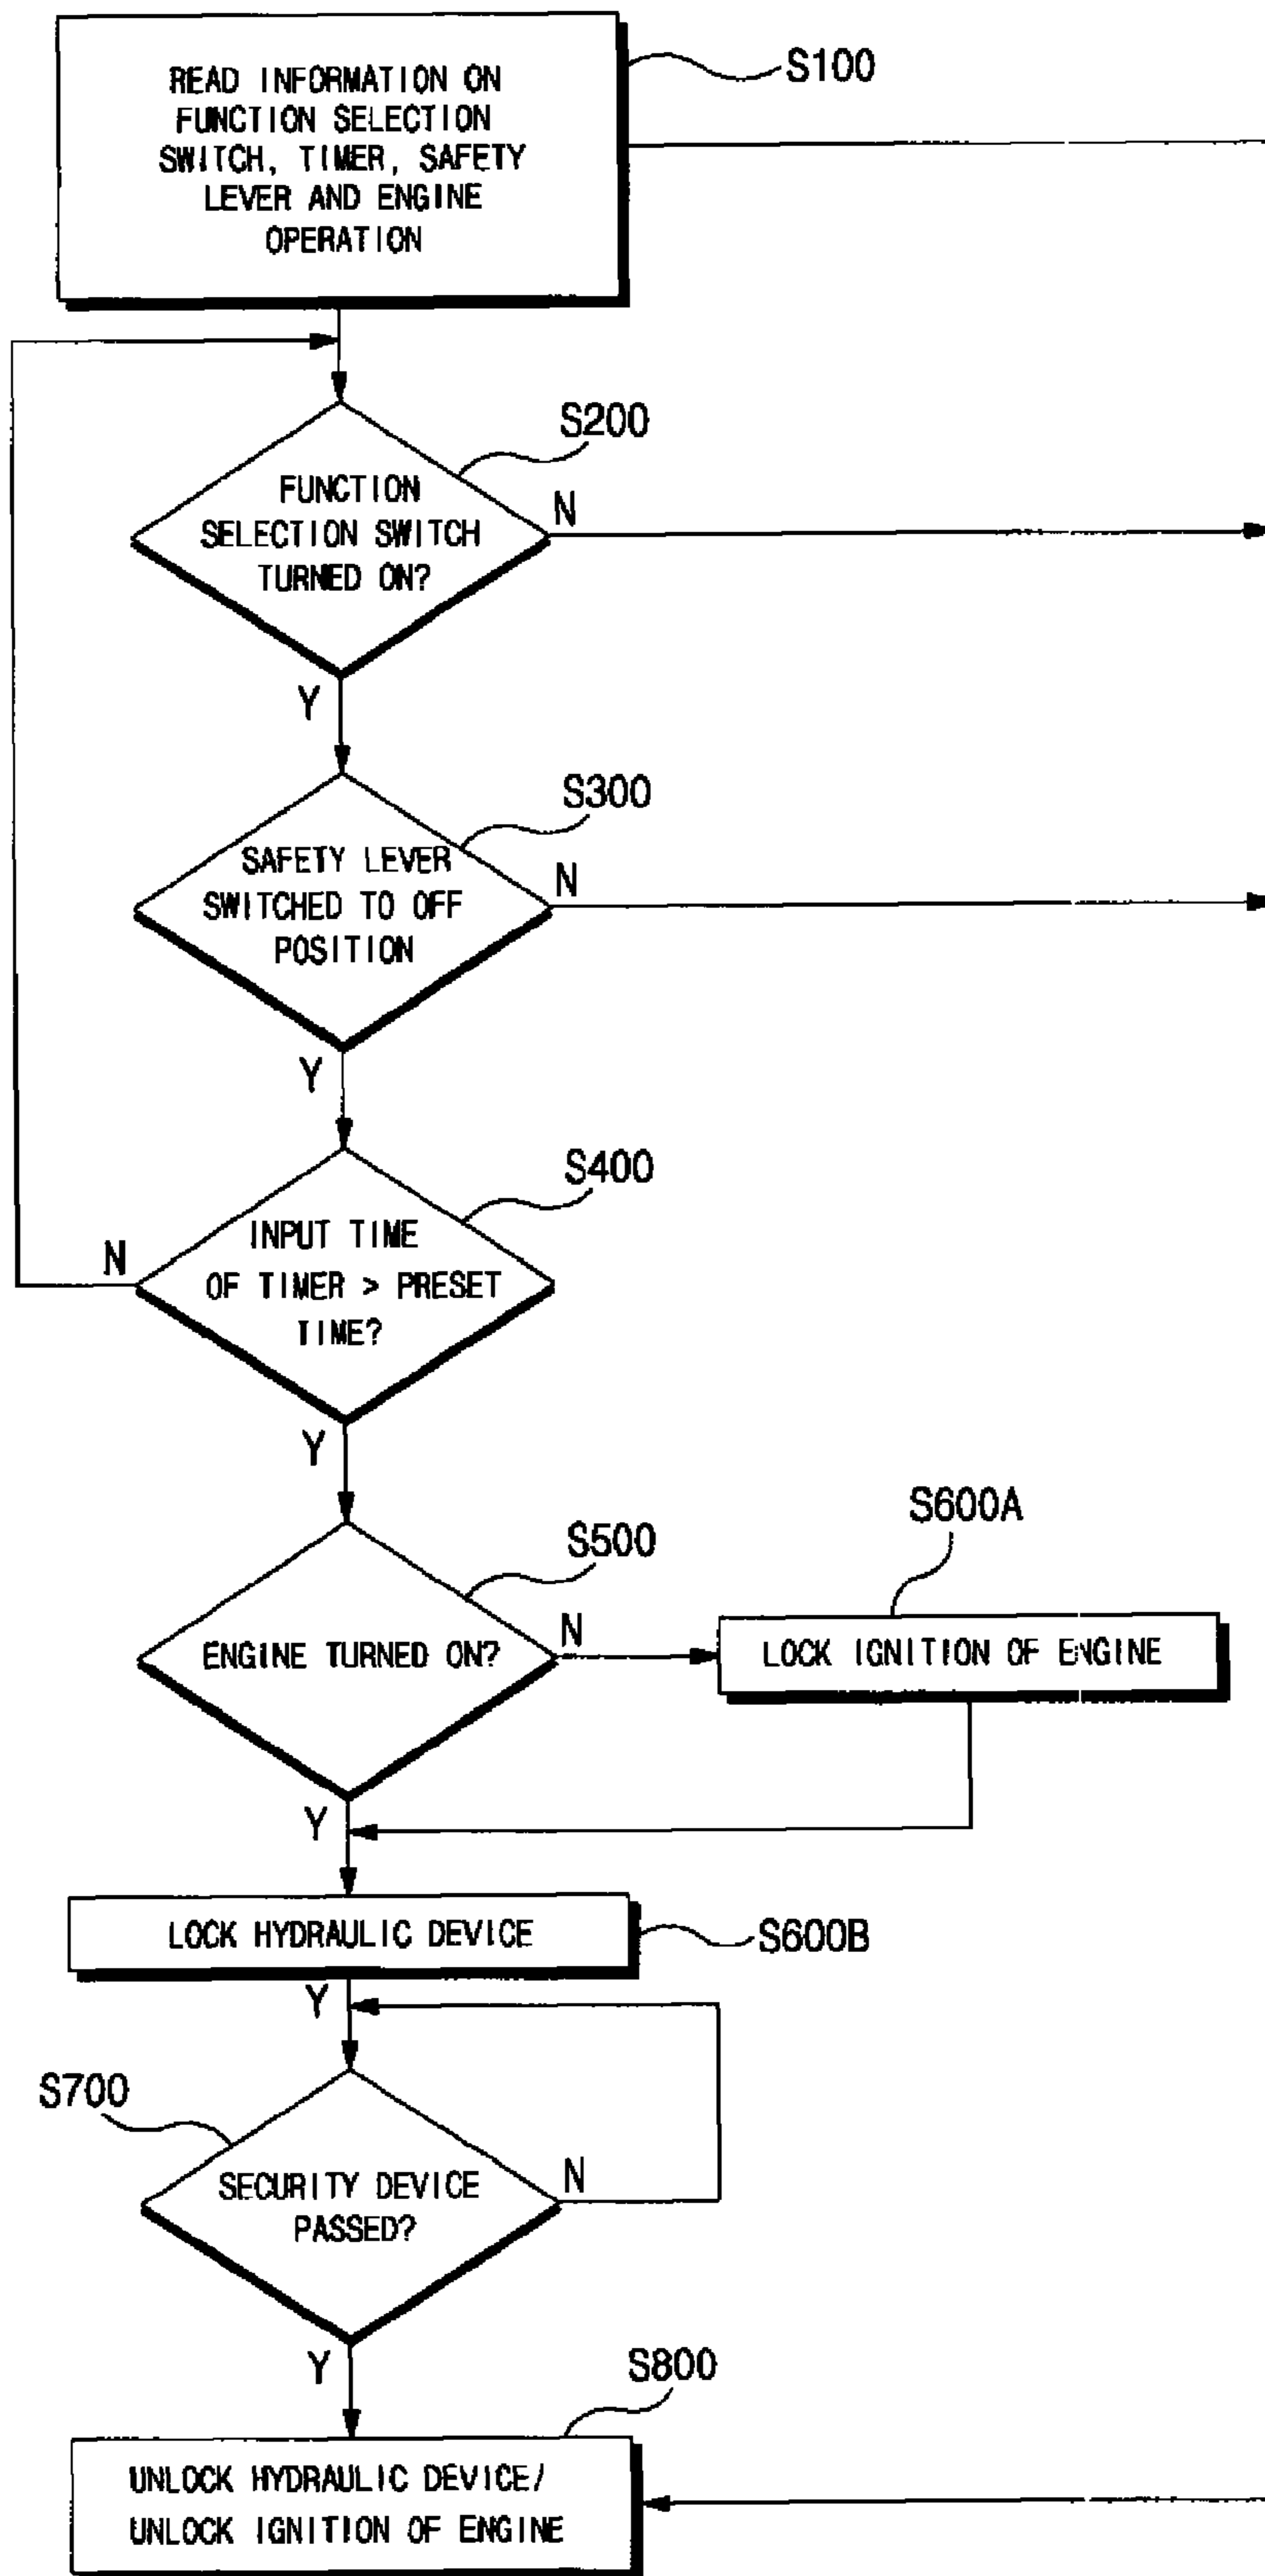 READ INFORMATION ON
FUNCTION SELECTION
SWITCH, TIMER, SAFETY
LEVER AND ENGINE
OPERATION
S100
S200
FUNCTION
SELECTION SWITCH
TURNED ON?
N
Y
S300
SAFETY LEVER
SWITCHED TO OFF
POSITION
N
Y
S400
INPUT TIME
OF TIMER > PRESET
TIME?
N
Y
S500
ENGINE TURNED ON?
N
S600A
LOCK IGNITION OF ENGINE
Y
LOCK HYDRAULIC DEVICE
S600B
Y
S700
SECURITY DEVICE
PASSED?
N
Y
S800
UNLOCK HYDRAULIC DEVICE/
UNLOCK IGNITION OF ENGINE